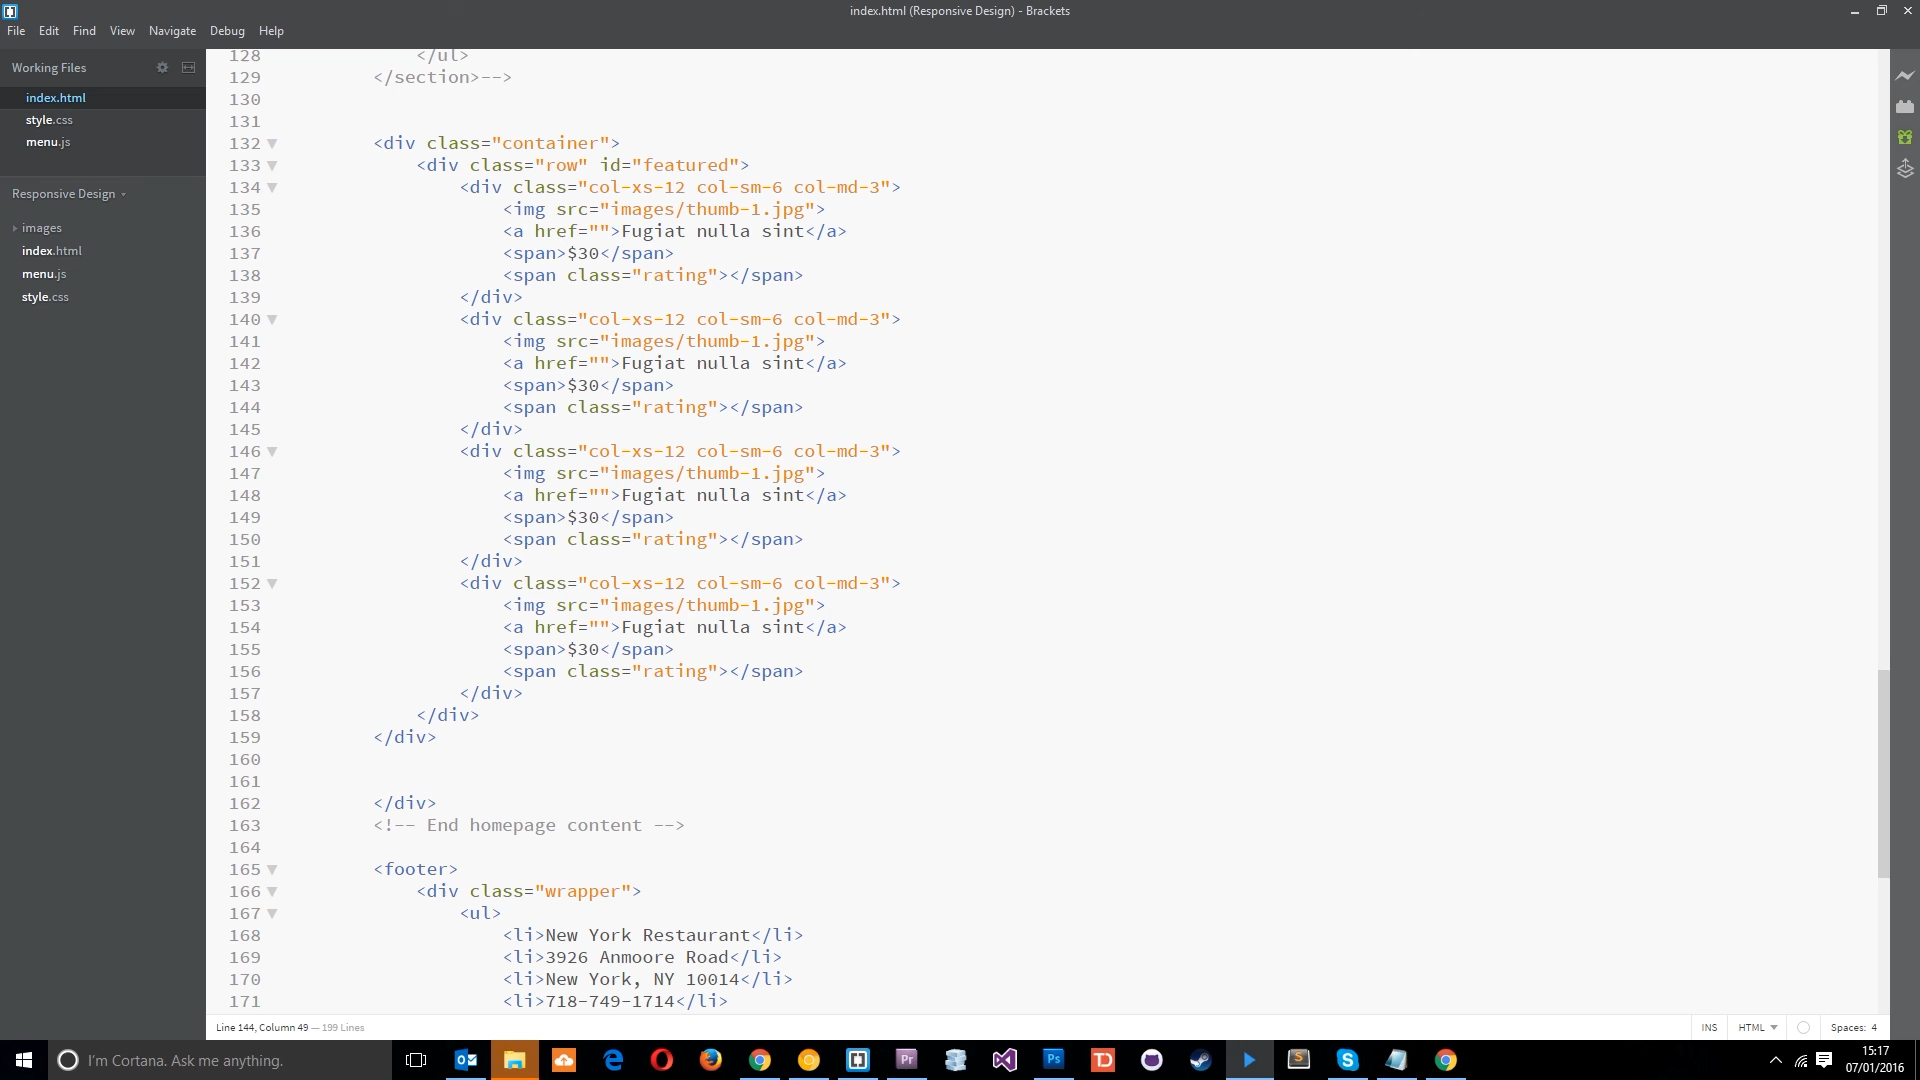 index.html (Responsive Design) - Brackets
File Edit Find View Navigate Debug Help
Working Files
index.html
style.css
menu.js
Responsive Design
images
index.html
menu.js
style.css
128 </ul>
129 </section>-->
130
131
132 <div class="container">
133 <div class="row" id="featured">
134 <div class="col-xs-12 col-sm-6 col-md-3">
135 <img src="images/thumb-1.jpg">
136 <a href="">Fugiat nulla sint</a>
137 <span>$30</span>
138 <span class="rating"></span>
139 </div>
140 <div class="col-xs-12 col-sm-6 col-md-3">
141 <img src="images/thumb-1.jpg">
142 <a href="">Fugiat nulla sint</a>
143 <span>$30</span>
144 <span class="rating"></span>
145 </div>
146 <div class="col-xs-12 col-sm-6 col-md-3">
147 <img src="images/thumb-1.jpg">
148 <a href="">Fugiat nulla sint</a>
149 <span>$30</span>
150 <span class="rating"></span>
151 </div>
152 <div class="col-xs-12 col-sm-6 col-md-3">
153 <img src="images/thumb-1.jpg">
154 <a href="">Fugiat nulla sint</a>
155 <span>$30</span>
156 <span class="rating"></span>
157 </div>
158 </div>
159 </div>
160
161
162 </div>
163 <!-- End homepage content -->
164
165 <footer>
166 <div class="wrapper">
167 <ul>
168 <li>New York Restaurant</li>
169 <li>3926 Anmoore Road</li>
170 <li>New York, NY 10014</li>
171 <li>718-749-1714</li>
Line 144, Column 49 — 199 Lines
INS HTML Spaces: 4
I'm Cortana. Ask me anything.
Pr
Ps
TD
S
15:17
07/01/2016